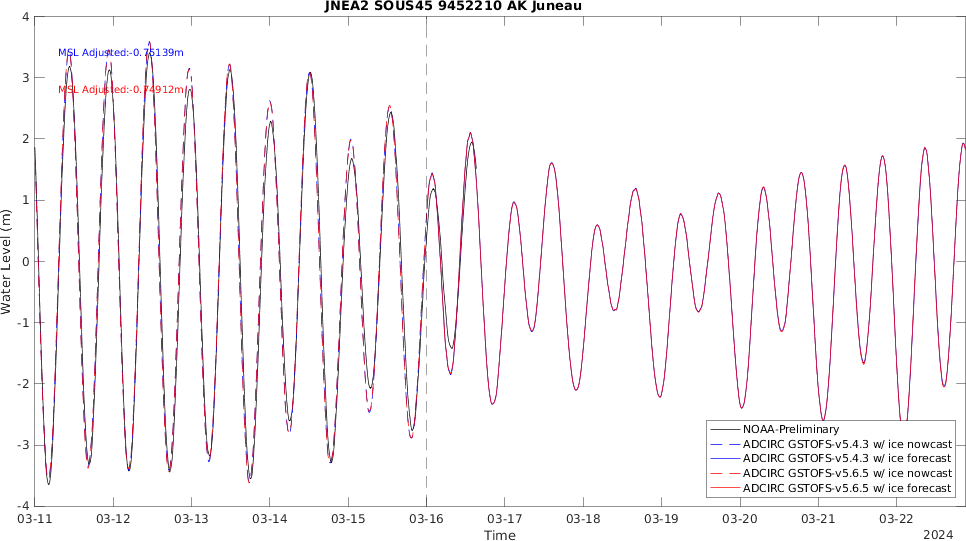 JNEA2 SOUS45 9452210 AK Juneau
4
3
2
1
0
-1
-2
-3
-4
Water Level (m)
MSL Adjusted:-0.75139m
MSL Adjusted:-0.74912m
NOAA-Preliminary
ADCIRC GSTOFS-v5.4.3 w/ ice nowcast
ADCIRC GSTOFS-v5.4.3 w/ ice forecast
ADCIRC GSTOFS-v5.6.5 w/ ice nowcast
ADCIRC GSTOFS-v5.6.5 w/ ice forecast
03-11 03-12 03-13 03-14 03-15 03-16 03-17 03-18 03-19 03-20 03-21 03-22
Time
2024